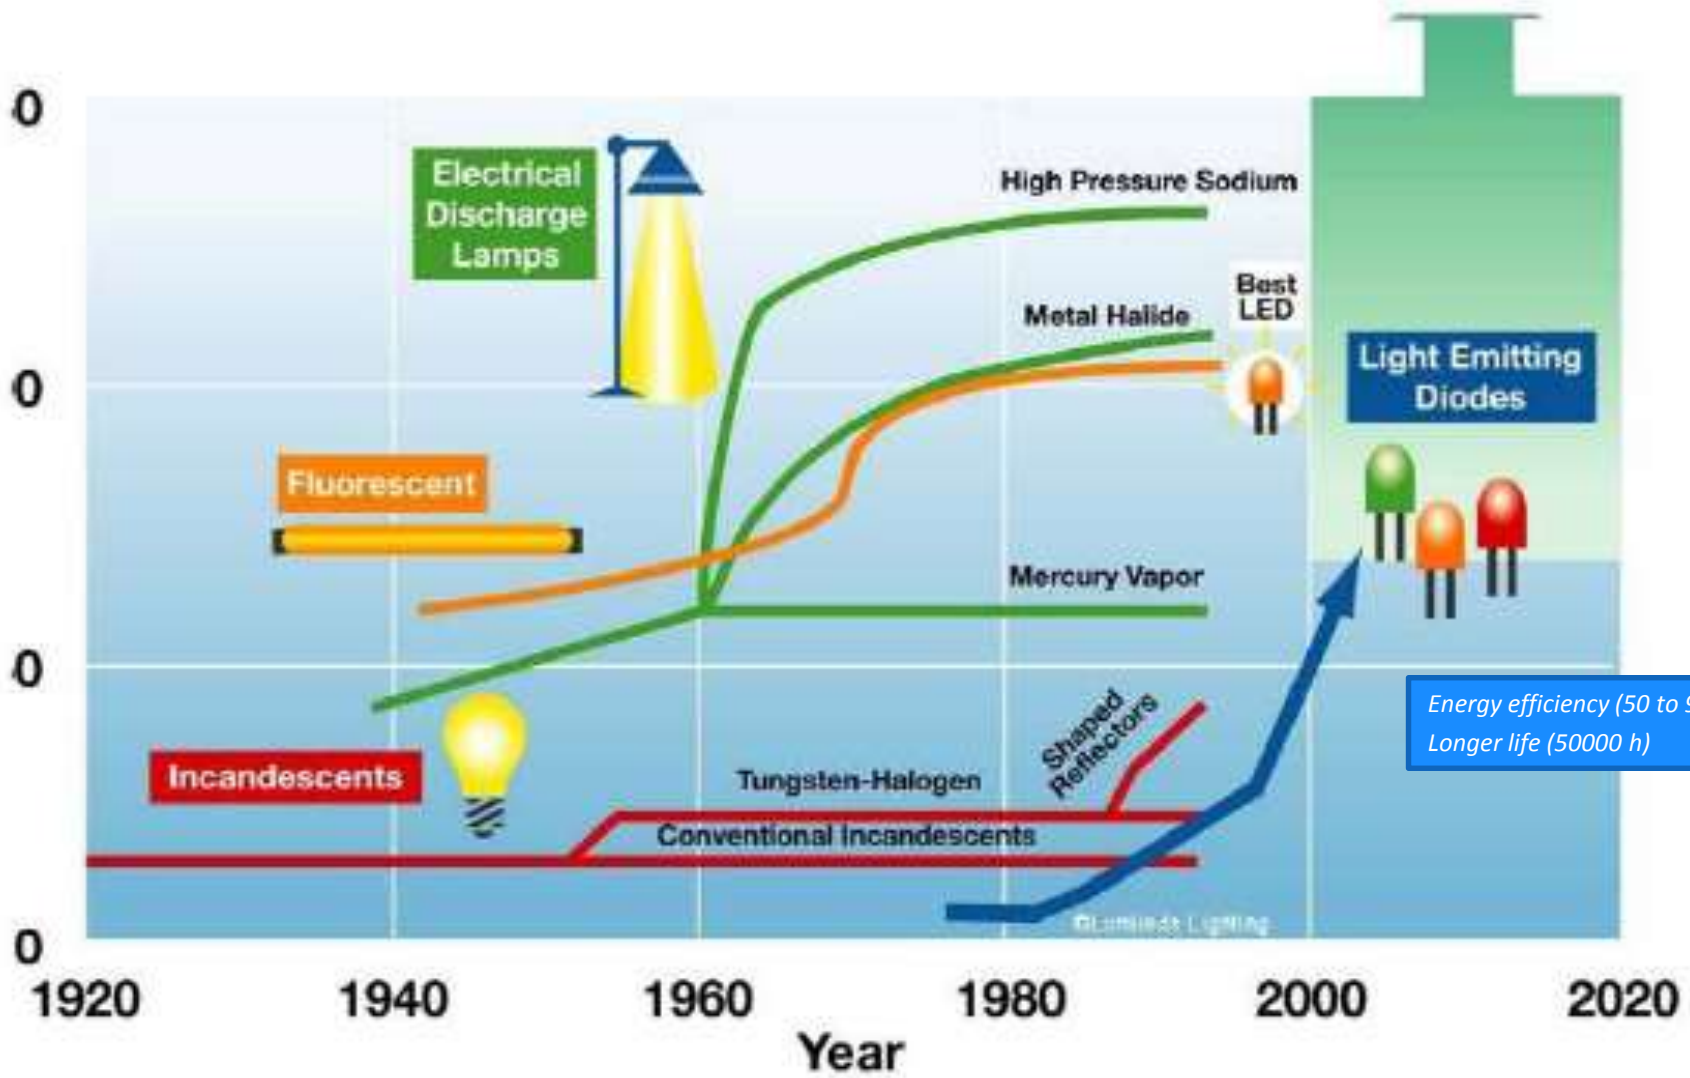 0
Electrical
Discharge
Lamps
High Pressure Sodium
Best
LED
Metal Halide
Light Emitting
Diodes
0
Fluorescent
Mercury Vapor
0
Energy efficiency (50 to
Longer life (50000 h)
Shaped
Reflectors
Incandescents
Tungsten-Halogen
Conventional Incandescents
Lighting
0
1920 1940 1960 1980 2000 2020
Year